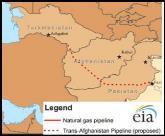 Turkmenistan
Ashgabat
Afghanistan
Kabul
Pakistan
Legend
eia
Natural gas pipeline
Trans-Afghanistan Pipeline (proposed)